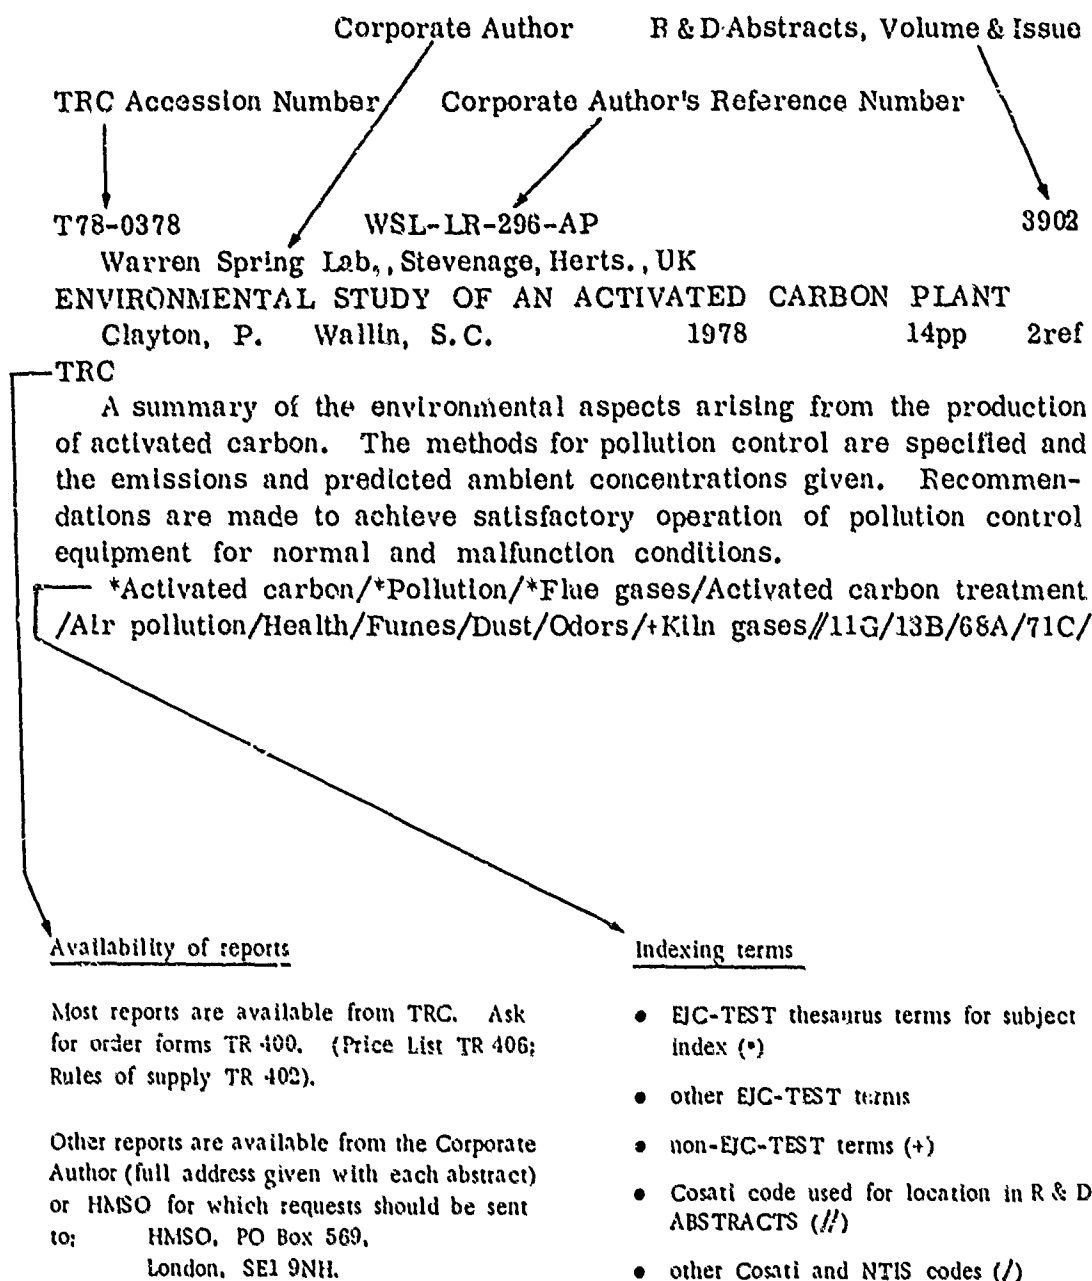 Corporate Author R & D Abstracts, Volume & Issue
TRC Accession Number Corporate Author's Reference Number
T78-0378 WSL-LR-296-AP 3902
Warren Spring Lab., Stevenage, Herts., UK
ENVIRONMENTAL STUDY OF AN ACTIVATED CARBON PLANT
Clayton, P. Wallin, S.C. 1978 14pp 2ref
TRC
A summary of the environmental aspects arising from the production
of activated carbon. The methods for pollution control are specified and
the emissions and predicted ambient concentrations given. Recommen-
dations are made to achieve satisfactory operation of pollution control
equipment for normal and malfunction conditions.
*Activated carbon/*Pollution/*Flue gases/Activated carbon treatment
/Air pollution/Health/Fumes/Dust/Odors/+Kiln gases//11G/13B/68A/71C/
Availability of reports
Most reports are available from TRC. Ask
for order forms TR 400. (Price List TR 406;
Rules of supply TR 402).
Other reports are available from the Corporate
Author (full address given with each abstract)
or HMSO for which requests should be sent
to: HMSO, PO Box 569,
London, SE1 9NH.
Indexing terms
• EJC-TEST thesaurus terms for subject
index (*)
• other EJC-TEST terms
• non-EJC-TEST terms (+)
• Cosati code used for location in R & D
ABSTRACTS (//)
• other Cosati and NTIS codes (/)